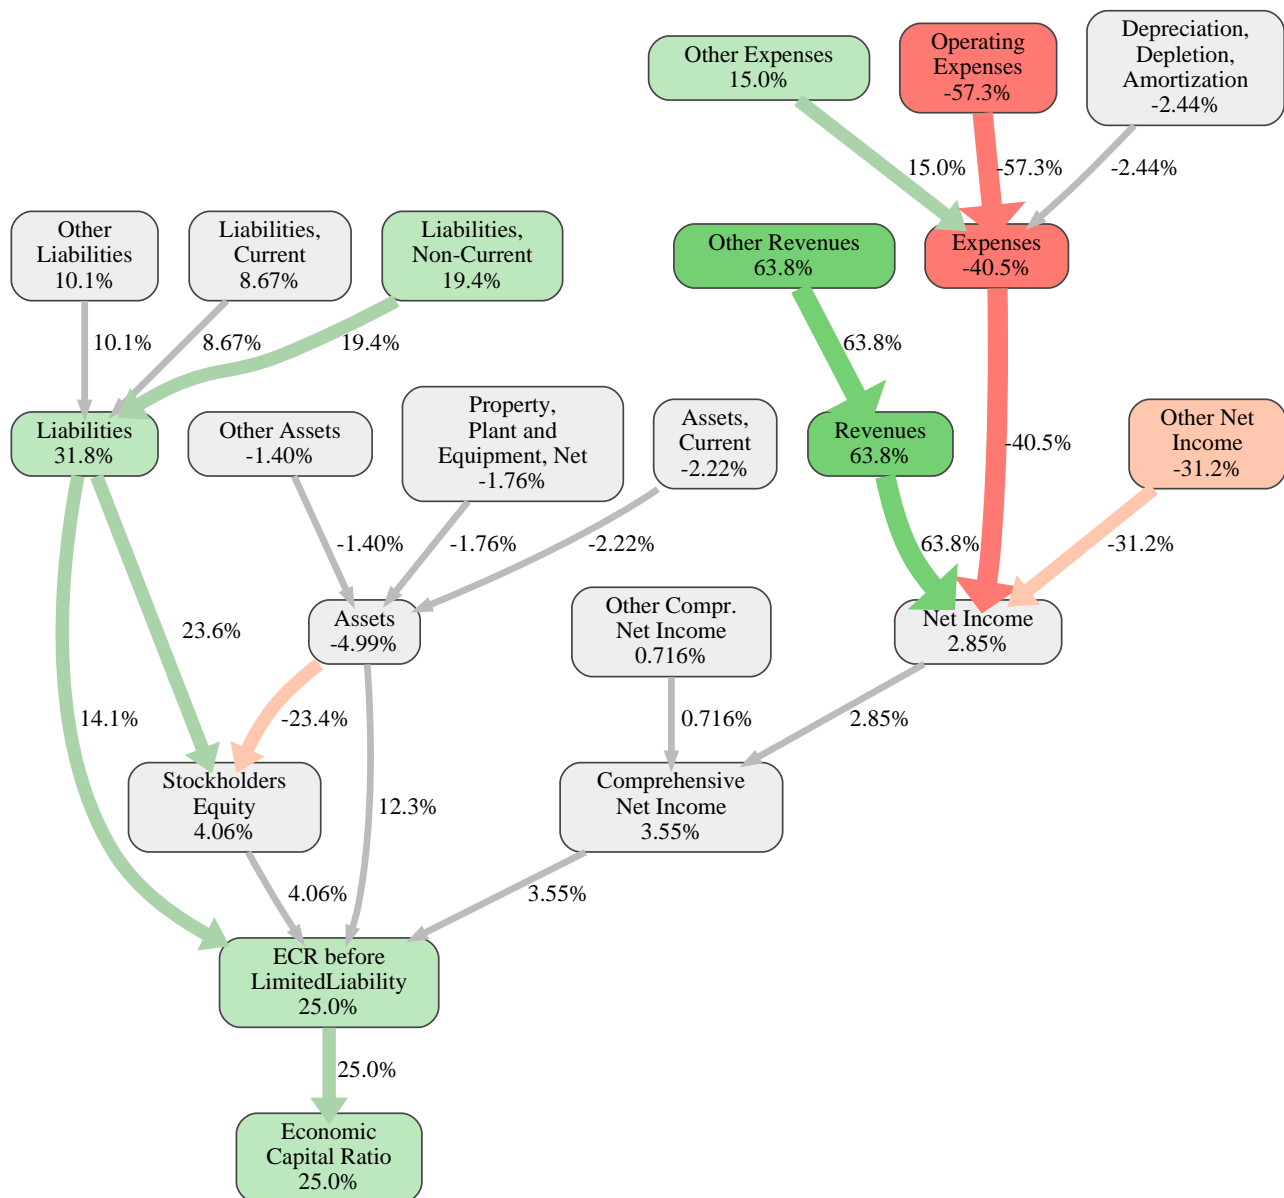 Depreciation,
Depletion,
Amortization
-2.44%
Operating
Expenses
-57.3%
Other Expenses
15.0%
15.0%
-57.3%
-2.44%
Other
Liabilities
10.1%
Liabilities,
Current
8.67%
Liabilities,
Non-Current
19.4%
Other Revenues
63.8%
Expenses
-40.5%
10.1%
8.67%
19.4%
63.8%
Liabilities
31.8%
Other Assets
-1.40%
Property,
Plant and
Equipment, Net
-1.76%
Assets,
Current
-2.22%
Revenues
63.8%
-40.5%
Other Net
Income
-31.2%
-1.40%
-1.76%
-2.22%
63.8%
-31.2%
Assets
-4.99%
Other Compr.
Net Income
0.716%
Net Income
2.85%
23.6%
14.1%
-23.4%
0.716%
2.85%
Stockholders
Equity
4.06%
12.3%
Comprehensive
Net Income
3.55%
4.06%
3.55%
ECR before
LimitedLiability
25.0%
25.0%
Economic
Capital Ratio
25.0%